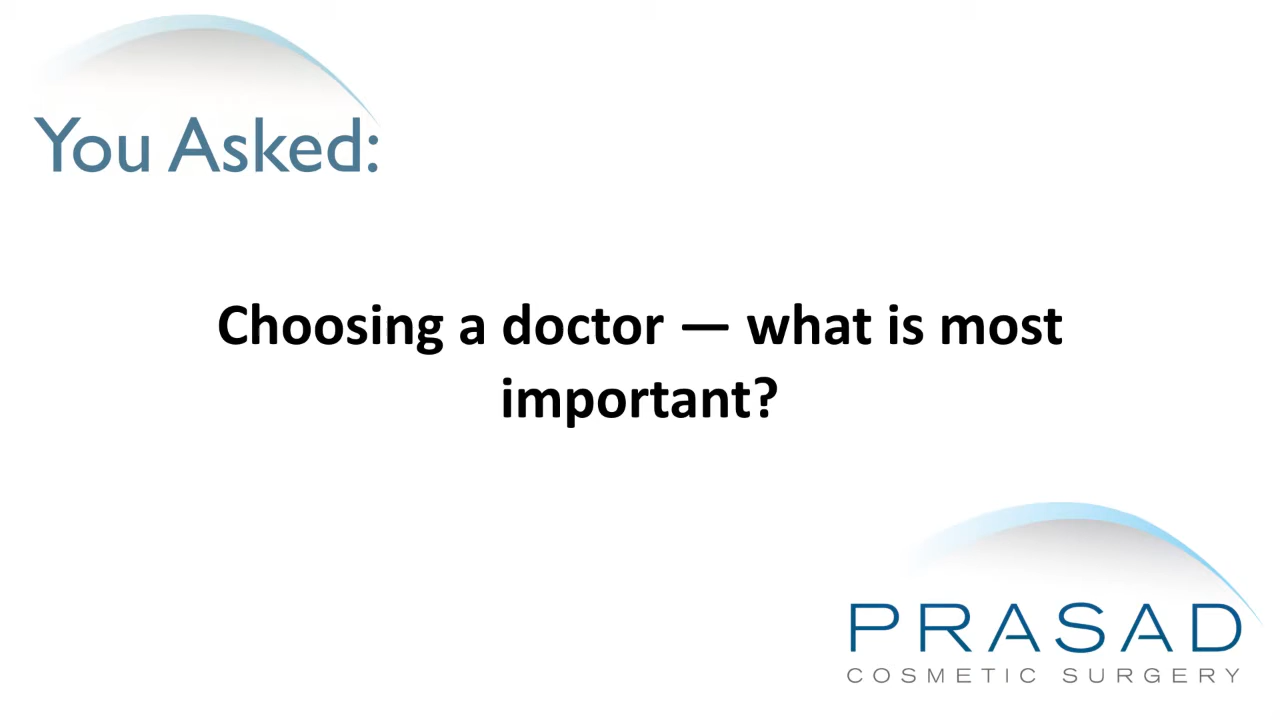 You Asked:
Choosing a doctor — what is most
important?
PRASAD
COSMETIC SURGERY